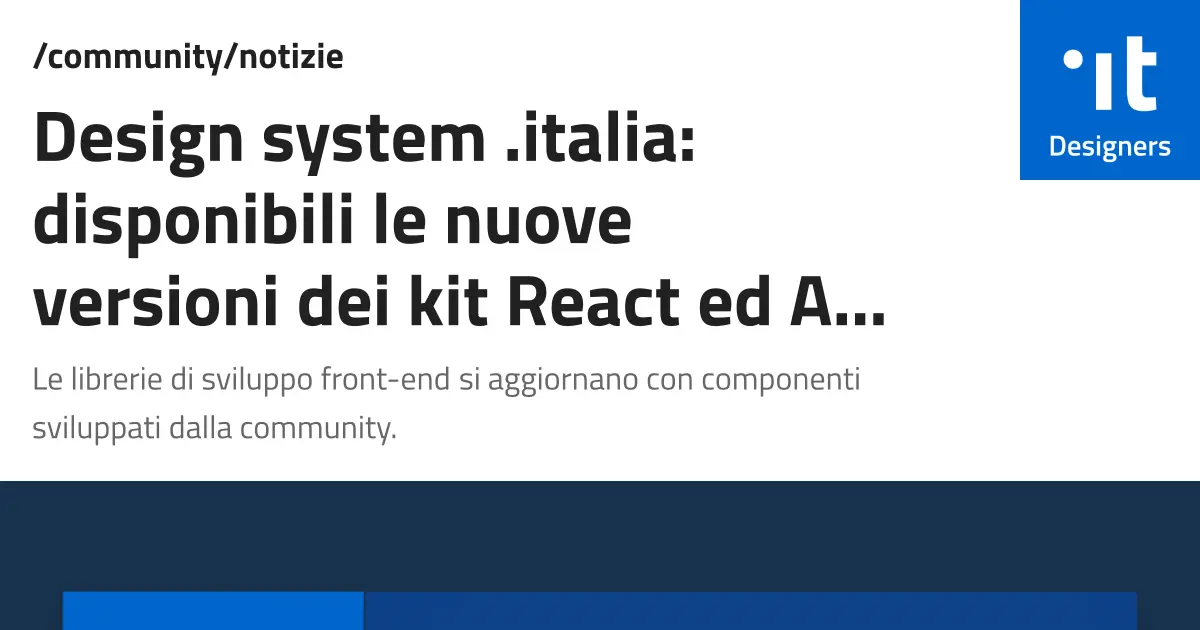 /community/notizie
Design system .italia:
disponibili le nuove
versioni dei kit React ed A...
Le librerie di sviluppo front-end si aggiornano con componenti
sviluppati dalla community.
it
Designers